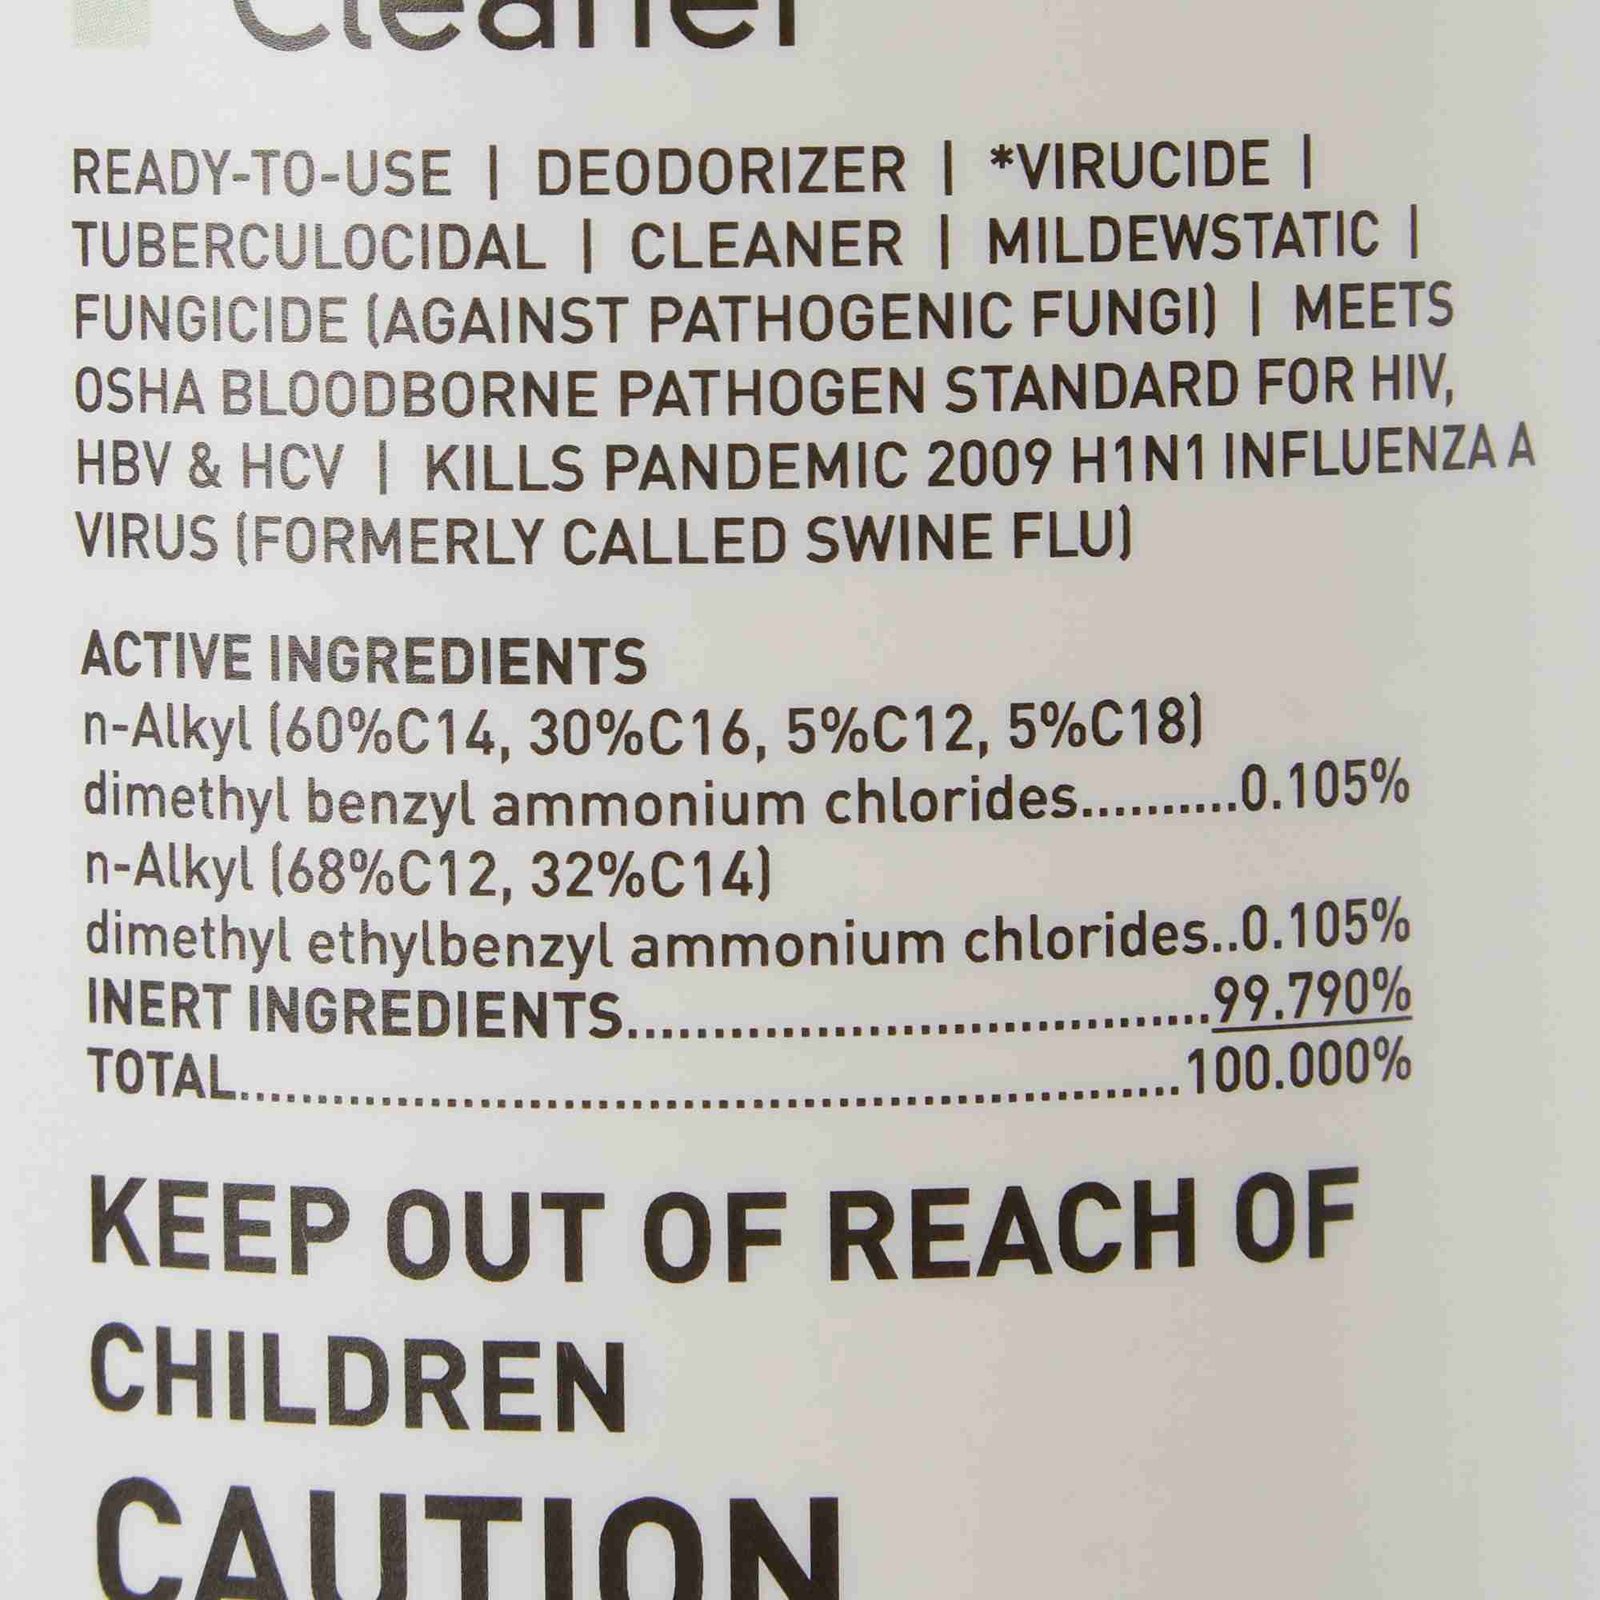 Cleaner
READY-TO-USE | DEODORIZER | *VIRUCIDE |
TUBERCULOCIDAL | CLEANER | MILDEWSTATIC |
FUNGICIDE (AGAINST PATHOGENIC FUNGI) | MEETS
OSHA BLOODBORNE PATHOGEN STANDARD FOR HIV,
HBV & HCV | KILLS PANDEMIC 2009 H1N1 INFLUENZA A
VIRUS (FORMERLY CALLED SWINE FLU)
ACTIVE INGREDIENTS
n-Alkyl (60%C14, 30%C16, 5%C12, 5%C18)
dimethyl benzyl ammonium chlorides..........0.105%
n-Alkyl (68%C12, 32%C14)
dimethyl ethylbenzyl ammonium chlorides..0.105%
INERT INGREDIENTS....................................99.790%
TOTAL..........................................................100.000%
KEEP OUT OF REACH OF
CHILDREN
CAUTION